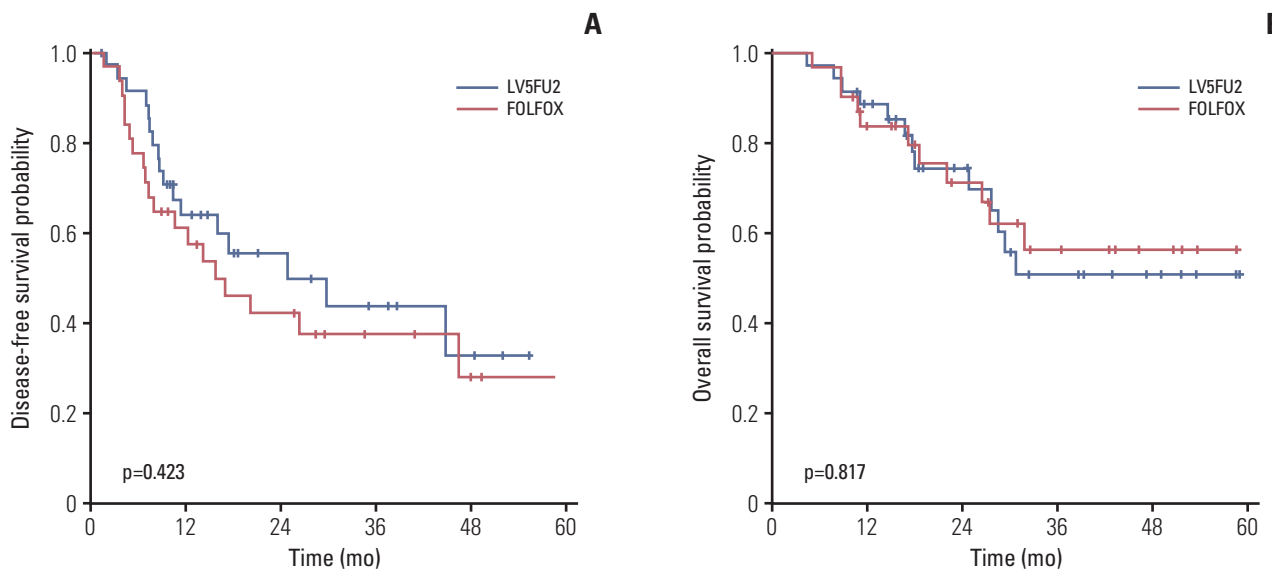 A
1.0
0.8
0.6
0.4
0.2
0
Disease-free survival probability
LV5FU2
FOLFOX
p=0.423
0 12 24 36 48 60
Time (mo)
1.0
0.8
0.6
0.4
0.2
0
Overall survival probability
LV5FU2
FOLFOX
p=0.817
0 12 24 36 48 60
Time (mo)